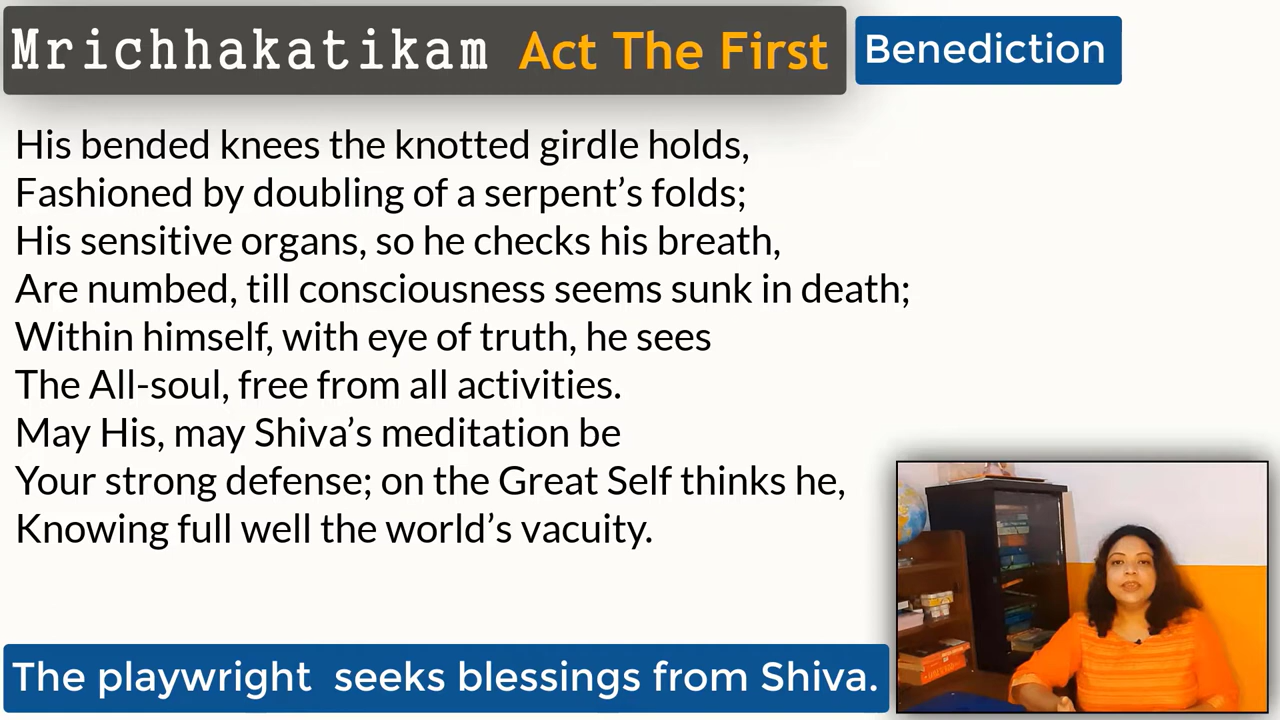 Mrichhakatikam Act The First Benediction
His bended knees the knotted girdle holds,
Fashioned by doubling of a serpent’s folds;
His sensitive organs, so he checks his breath,
Are numbed, till consciousness seems sunk in death;
Within himself, with eye of truth, he sees
The All-soul, free from all activities.
May His, may Shiva’s meditation be
Your strong defense; on the Great Self thinks he,
Knowing full well the world’s vacuity.
The playwright seeks blessings from Shiva.